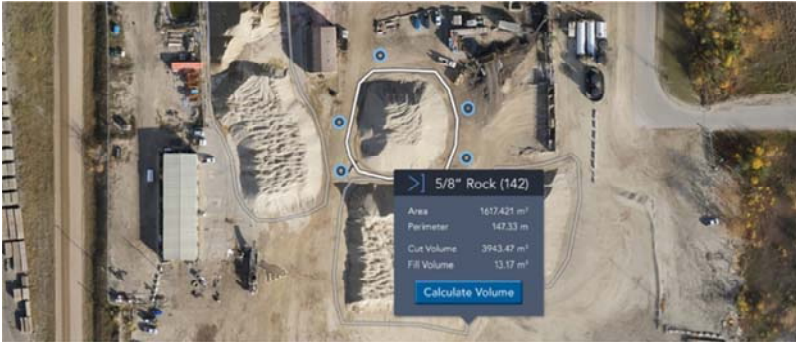 >] 5/8" Rock (142)
Area 1617.421 m²
Perimeter 147.33 m
Cut Volume 3943.47 m³
Fill Volume 13.17 m³
Calculate Volume